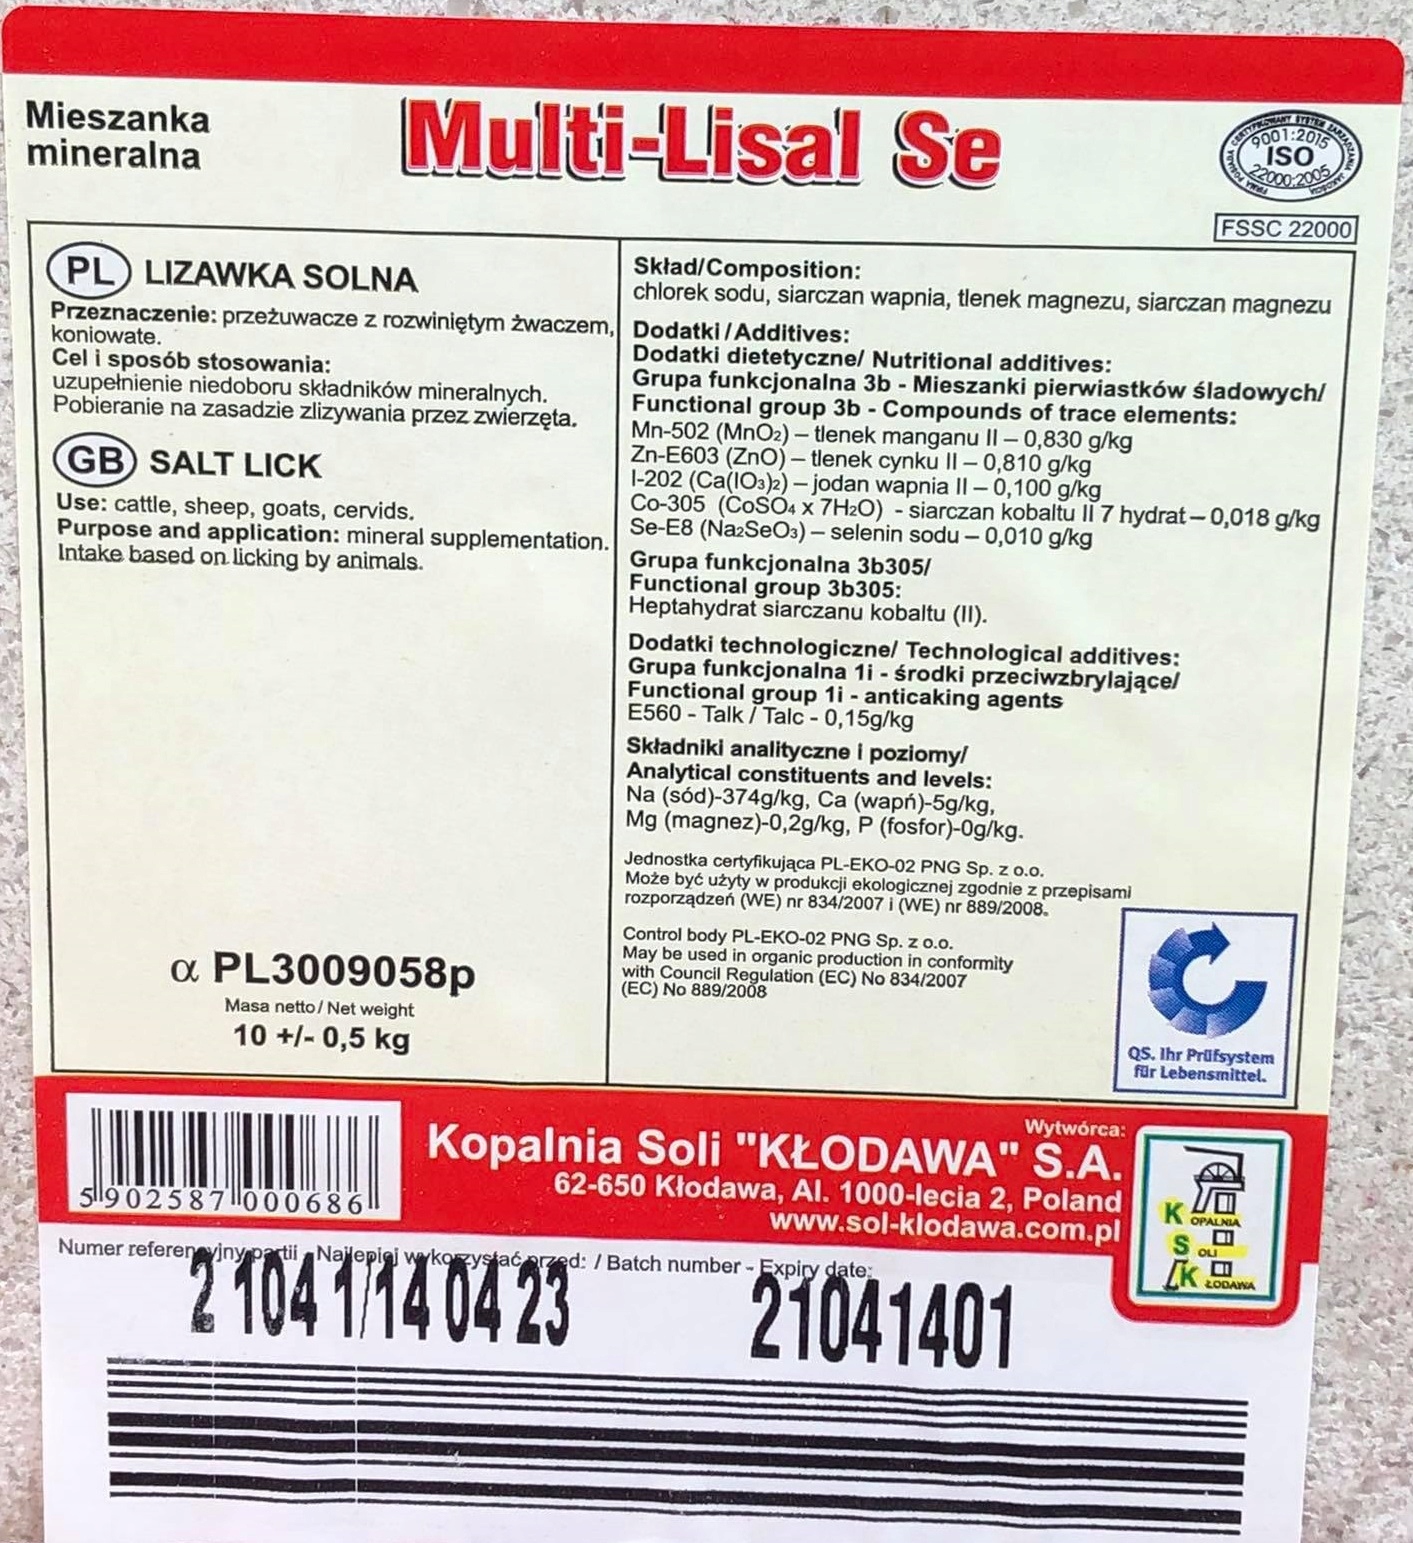 Mieszanka
mineralna
Multi-Lisal Se
9001:2015
ISO
22000:2005
FSSC 22000
PL LIZAWKA SOLNA
Przeznaczenie: przeżuwacze z rozwiniętym żwaczem,
koniowate.
Cel i sposób stosowania:
uzupełnienie niedoboru składników mineralnych.
Pobieranie na zasadzie zlizywania przez zwierzęta.
GB SALT LICK
Use: cattle, sheep, goats, cervids.
Purpose and application: mineral supplementation.
Intake based on licking by animals.
α PL3009058p
Masa netto / Net weight
10 +/- 0,5 kg
Skład/Composition:
chlorek sodu, siarczan wapnia, tlenek magnezu, siarczan magnezu
Dodatki / Additives:
Dodatki dietetyczne/ Nutritional additives:
Grupa funkcjonalna 3b - Mieszanki pierwiastków śladowych/
Functional group 3b - Compounds of trace elements:
Mn-502 (MnO₂) – tlenek manganu II – 0,830 g/kg
Zn-E603 (ZnO) – tlenek cynku II – 0,810 g/kg
I-202 (Ca(IO₃)₂) – jodan wapnia II – 0,100 g/kg
Co-305 (CoSO₄ x 7H₂O) - siarczan kobaltu II 7 hydrat – 0,018 g/kg
Se-E8 (Na₂SeO₃) – selenin sodu – 0,010 g/kg
Grupa funkcjonalna 3b305/
Functional group 3b305:
Heptahydrat siarczanu kobaltu (II).
Dodatki technologiczne/ Technological additives:
Grupa funkcjonalna 1i - środki przeciwzbrylające/
Functional group 1i - anticaking agents
E560 - Talk / Talc - 0,15g/kg
Składniki analityczne i poziomy/
Analytical constituents and levels:
Na (sód)-374g/kg, Ca (wapń)-5g/kg,
Mg (magnez)-0,2g/kg, P (fosfor)-0g/kg.
Jednostka certyfikująca PL-EKO-02 PNG Sp. z o.o.
Może być użyty w produkcji ekologicznej zgodnie z przepisami
rozporządzeń (WE) nr 834/2007 i (WE) nr 889/2008.
Control body PL-EKO-02 PNG Sp. z o.o.
May be used in organic production in conformity
with Council Regulation (EC) No 834/2007
(EC) No 889/2008
QS. Ihr Prüfsystem
für Lebensmittel.
5 902587 000686
Wytwórca:
Kopalnia Soli "KŁODAWA" S.A.
62-650 Kłodawa, Al. 1000-lecia 2, Poland
www.sol-klodawa.com.pl
KOPALNIA
SOLI
KŁODAWA
Numer referencyjny partii - Najlepiej wykorzystać przed: / Batch number - Expiry date:
21041/140423
21041401